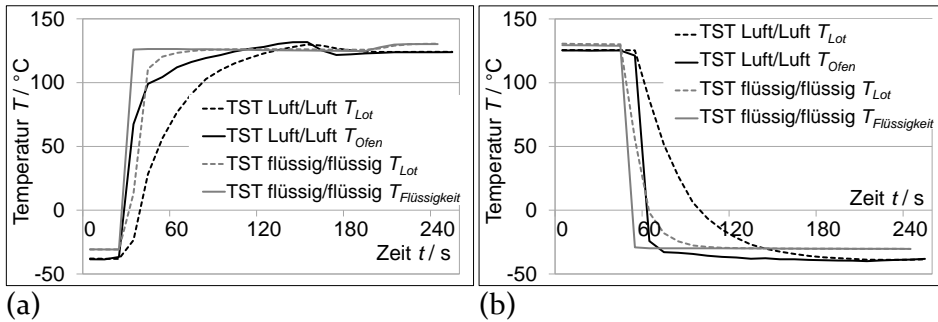 150
100
50
0
-50
Temperatur T / °C
0
60
120
180
240
Zeit t / s
TST Luft/Luft T_Lot
TST Luft/Luft T_Ofen
TST flüssig/flüssig T_Lot
TST flüssig/flüssig T_Flüssigkeit
(a)
150
100
50
0
-50
Temperatur T / °C
TST Luft/Luft T_Lot
TST Luft/Luft T_Ofen
TST flüssig/flüssig T_Lot
TST flüssig/flüssig T_Flüssigkeit
Zeit t / s
0
60
120
180
240
(b)